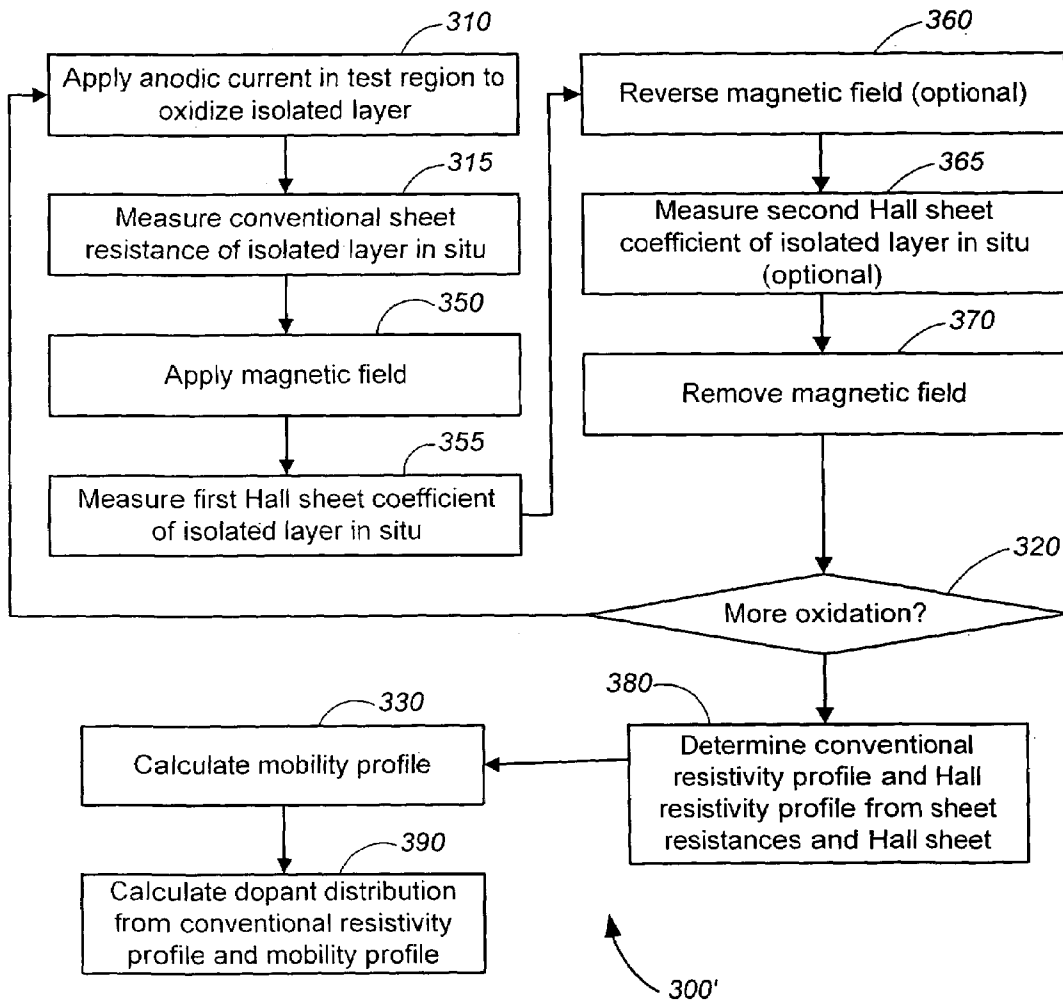 310
Apply anodic current in test region to
oxidize isolated layer
315
Measure conventional sheet
resistance of isolated layer in situ
350
Apply magnetic field
355
Measure first Hall sheet coefficient
of isolated layer in situ
360
Reverse magnetic field (optional)
365
Measure second Hall sheet
coefficient of isolated layer in situ
(optional)
370
Remove magnetic field
320
More oxidation?
380
Determine conventional
resistivity profile and Hall
resistivity profile from sheet
resistances and Hall sheet
330
Calculate mobility profile
390
Calculate dopant distribution
from conventional resistivity
profile and mobility profile
300'